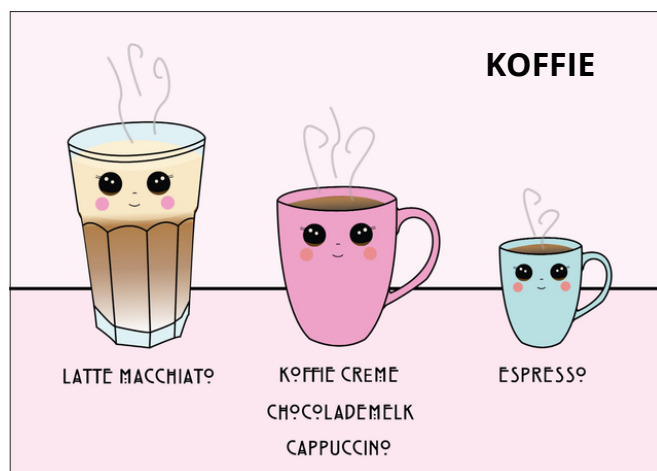 KOFFIE
LATTE MACCHIATO
KOFFIE CREME
CHOCOLADEMELK
CAPPUCCINO
ESPRESSO